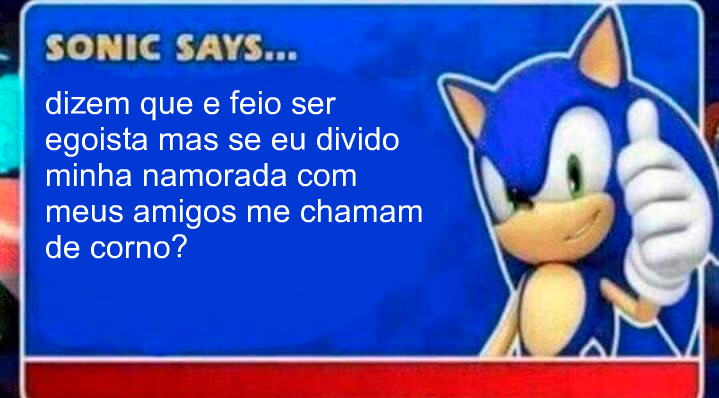 SONIC SAYS...
dizem que e feio ser
egoista mas se eu divido
minha namorada com
meus amigos me chamam
de corno?